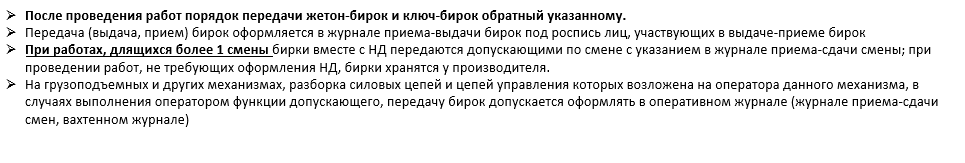 ➢ После проведения работ порядок передачи жетон-бирок и ключ-бирок обратный указанному.
➢ Передача (выдача, прием) бирок оформляется в журнале приема-выдачи бирок под роспись лиц, участвующих в выдаче-приеме бирок
➢ При работах, длящихся более 1 смены бирки вместе с НД передаются допускающими по смене с указанием в журнале приема-сдачи смены; при
проведении работ, не требующих оформления НД, бирки хранятся у производителя.
➢ На грузоподъемных и других механизмах, разборка силовых цепей и цепей управления которых возложена на оператора данного механизма, в
случаях выполнения оператором функции допускающего, передачу бирок допускается оформлять в оперативном журнале (журнале приема-сдачи
смен, вахтенном журнале)